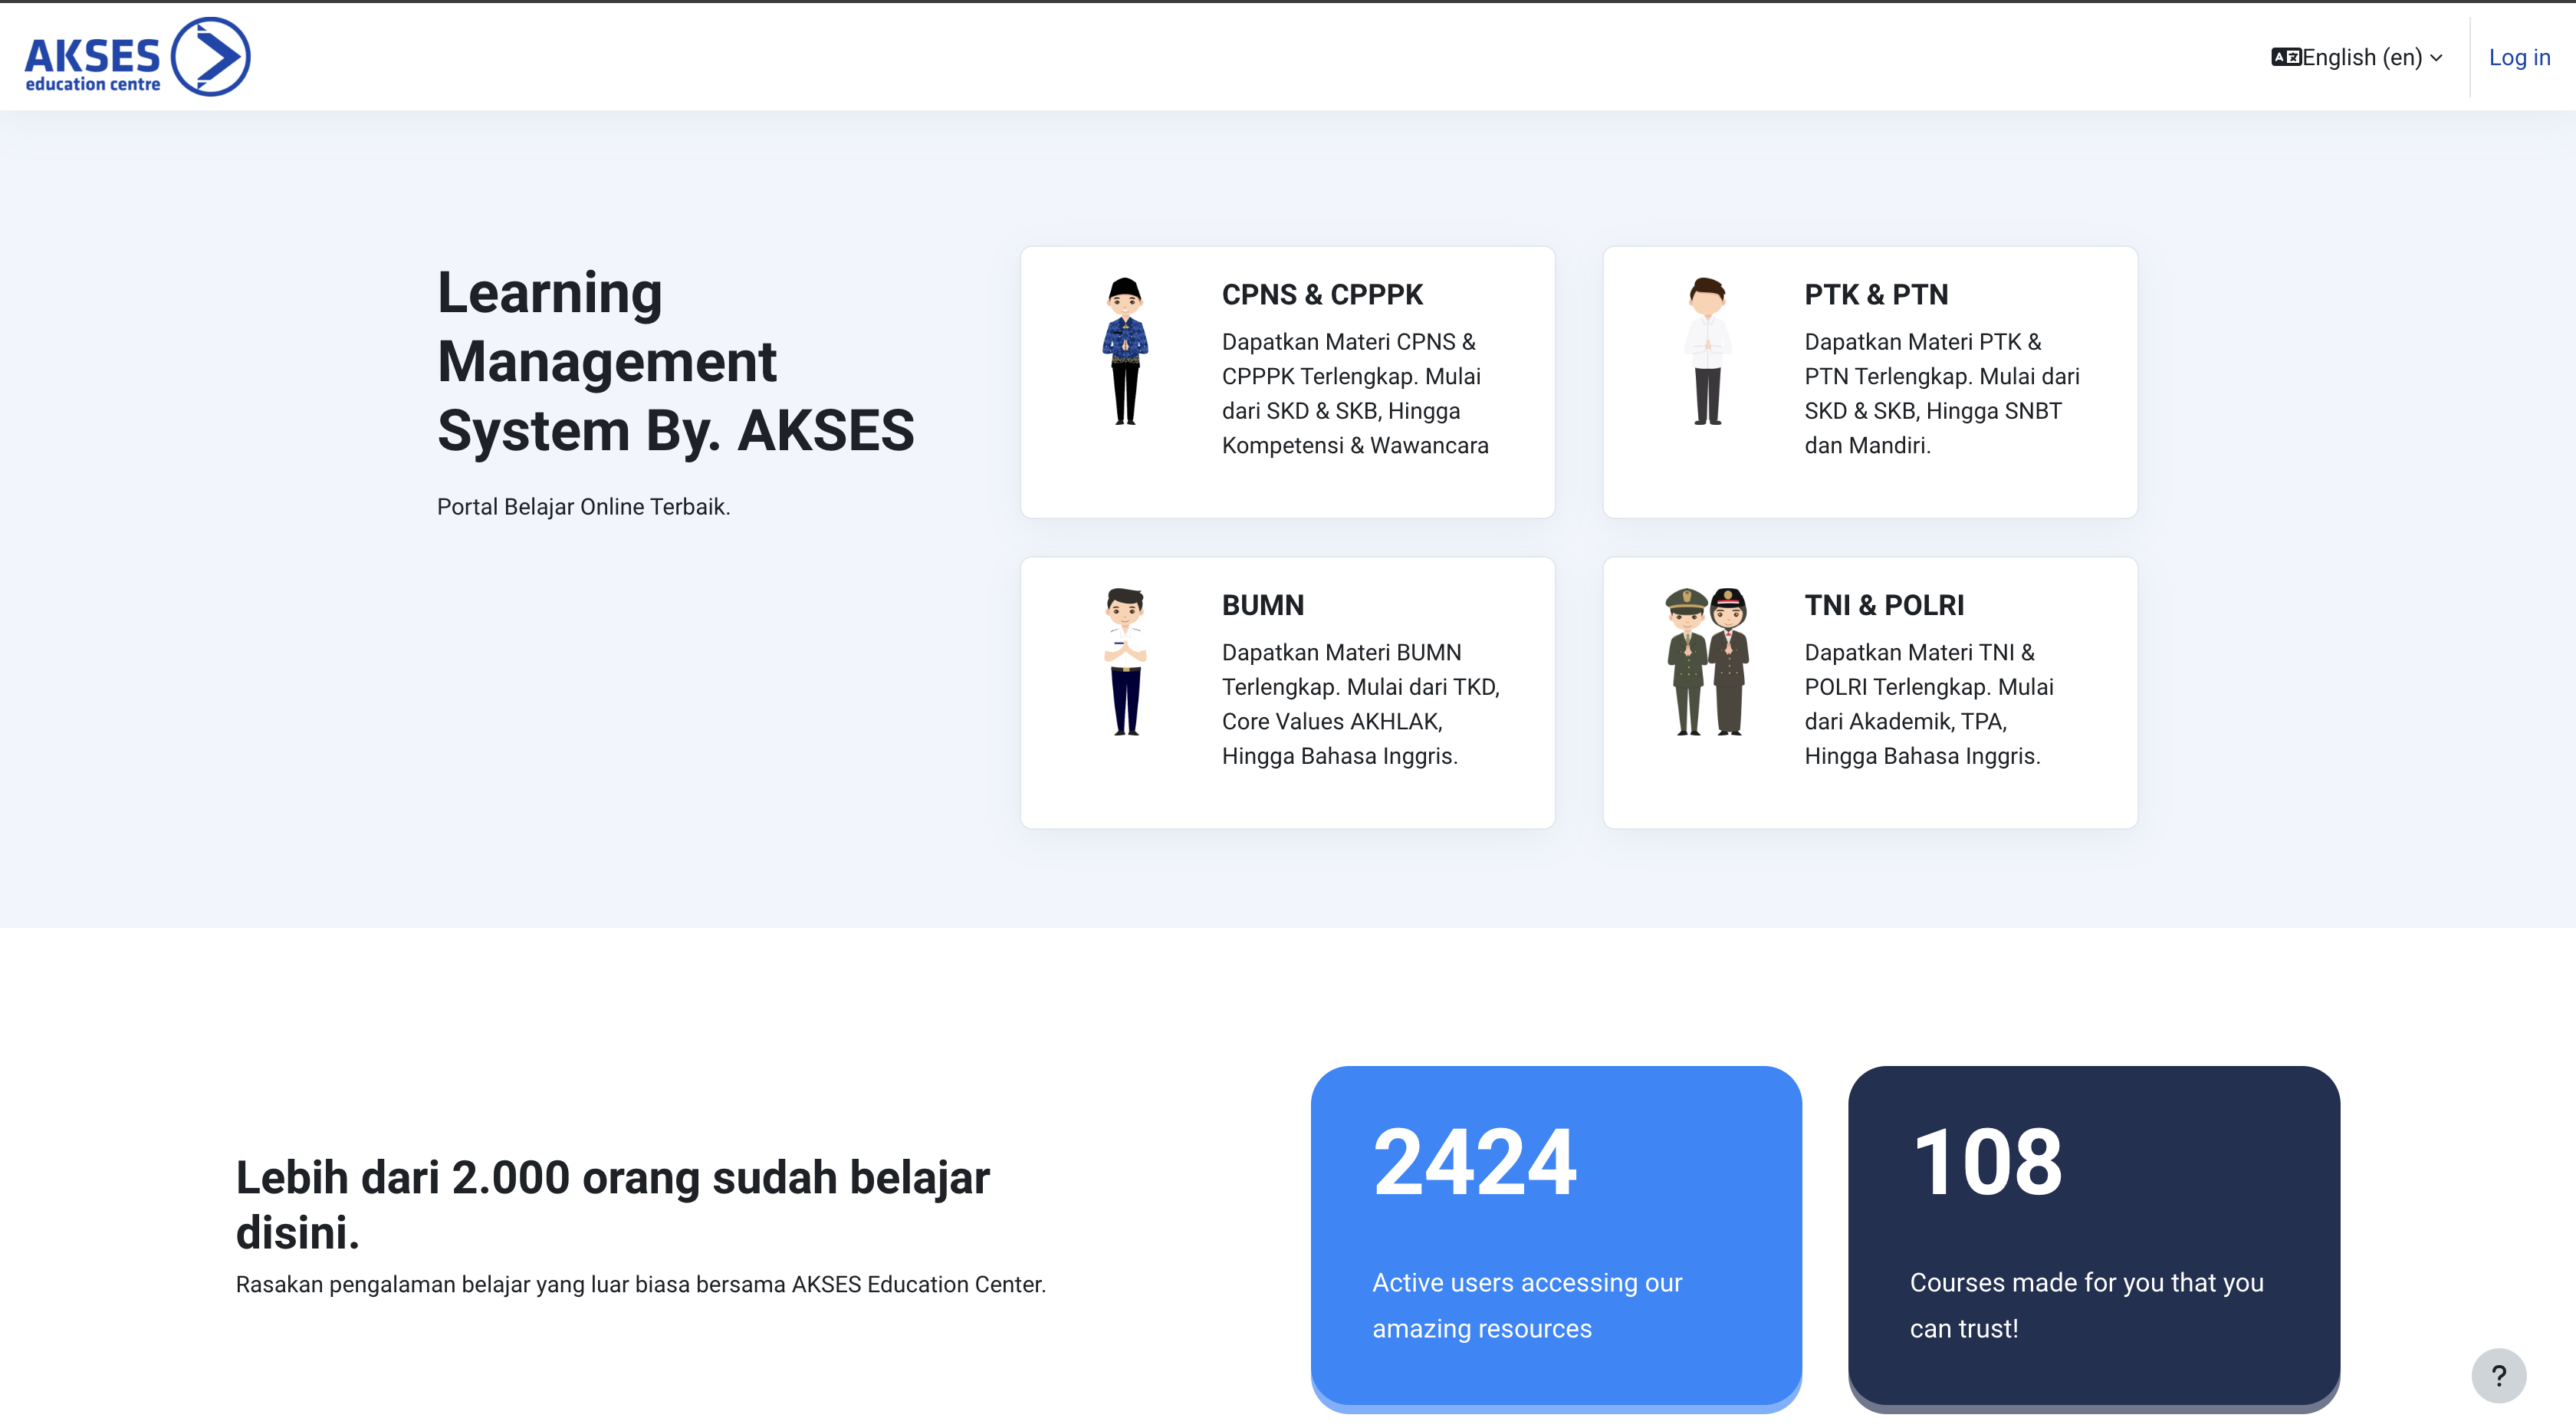 AKSES
education centre
English (en)
Log in
Learning
Management
System By. AKSES
Portal Belajar Online Terbaik.
CPNS & CPPPK
Dapatkan Materi CPNS &
CPPPK Terlengkap. Mulai
dari SKD & SKB, Hingga
Kompetensi & Wawancara
PTK & PTN
Dapatkan Materi PTK &
PTN Terlengkap. Mulai dari
SKD & SKB, Hingga SNBT
dan Mandiri.
BUMN
Dapatkan Materi BUMN
Terlengkap. Mulai dari TKD,
Core Values AKHLAK,
Hingga Bahasa Inggris.
TNI & POLRI
Dapatkan Materi TNI &
POLRI Terlengkap. Mulai
dari Akademik, TPA,
Hingga Bahasa Inggris.
Lebih dari 2.000 orang sudah belajar
disini.
Rasakan pengalaman belajar yang luar biasa bersama AKSES Education Center.
2424
Active users accessing our
amazing resources
108
Courses made for you that you
can trust!
?